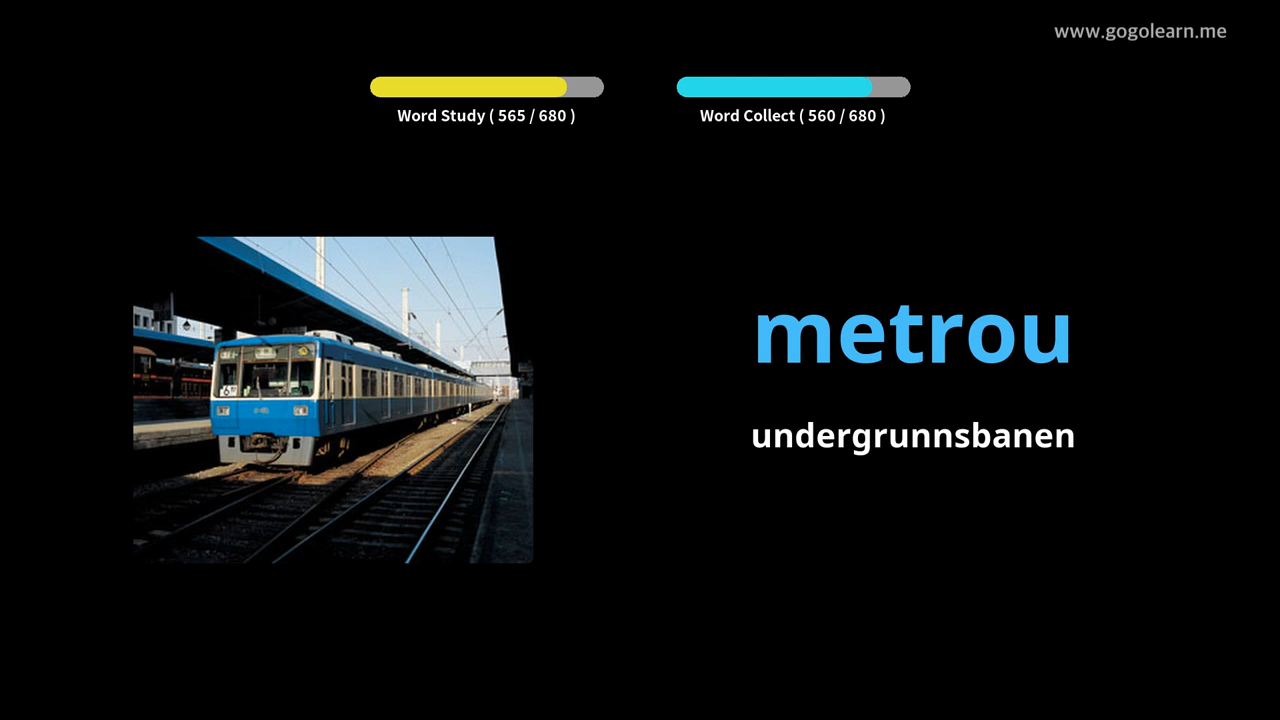 www.gogolearn.me
Word Study ( 565 / 680 )
Word Collect ( 560 / 680 )
metrou
undergrunnsbanen